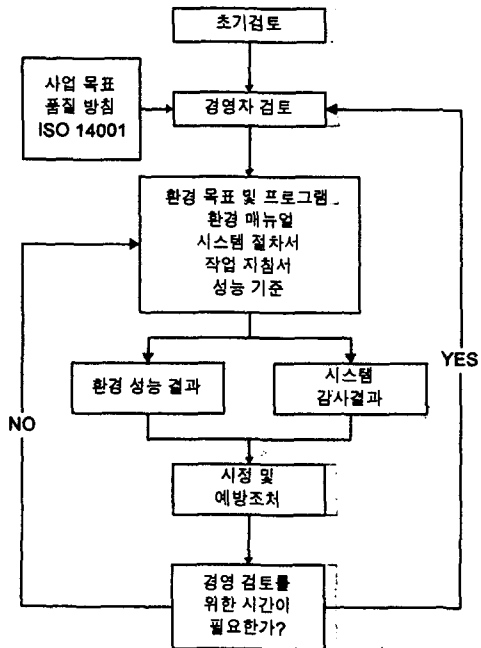 초기검토
사업 목표
품질 방침
ISO 14001
경영자 검토
환경 목표 및 프로그램
환경 매뉴얼
시스템 절차서
작업 지침서
성능 기준
환경 성능 결과
시스템
감사결과
YES
NO
시정 및
예방조처
경영 검토를
위한 시간이
필요한가?